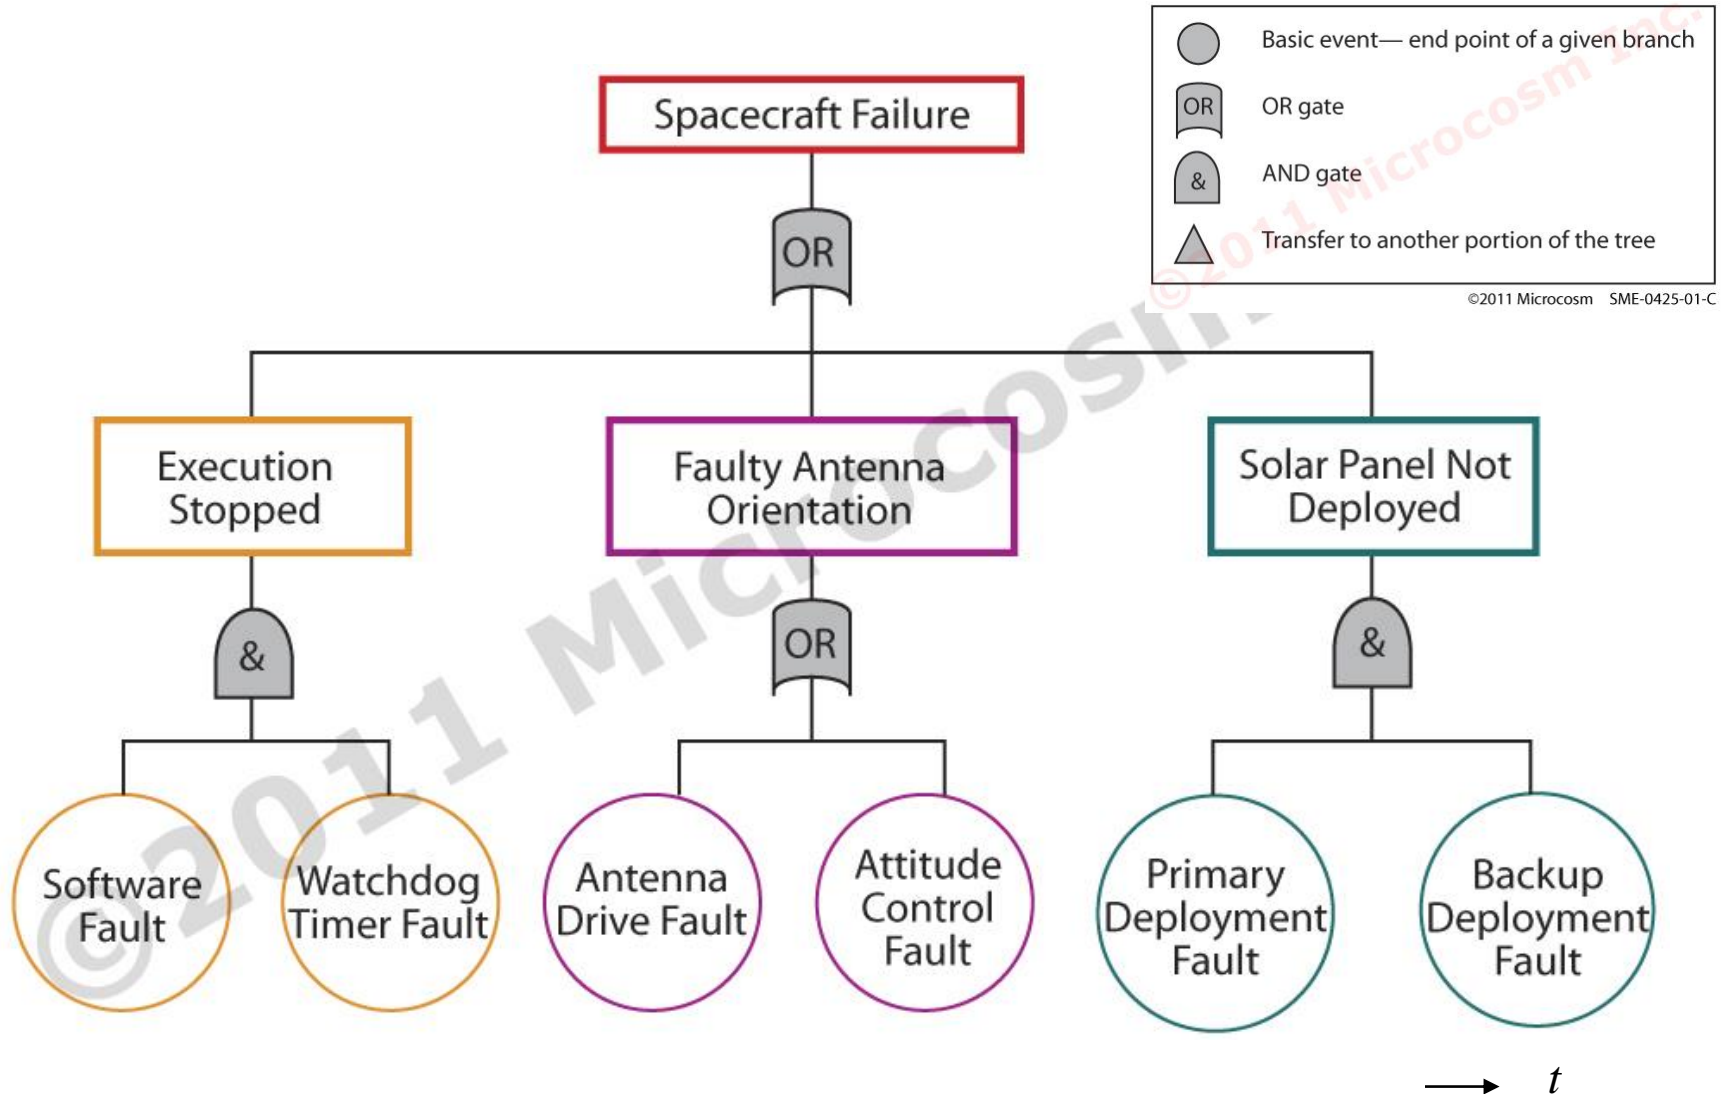 Basic event— end point of a given branch
OR
OR gate
&
AND gate
Transfer to another portion of the tree
©2011 Microcosm Inc.
©2011 Microcosm SME-0425-01-C
Spacecraft Failure
OR
Execution
Stopped
Faulty Antenna
Orientation
Solar Panel Not
Deployed
&
OR
&
Software
Fault
Watchdog
Timer Fault
Antenna
Drive Fault
Attitude
Control
Fault
Primary
Deployment
Fault
Backup
Deployment
Fault
©2011 Microcosm
t